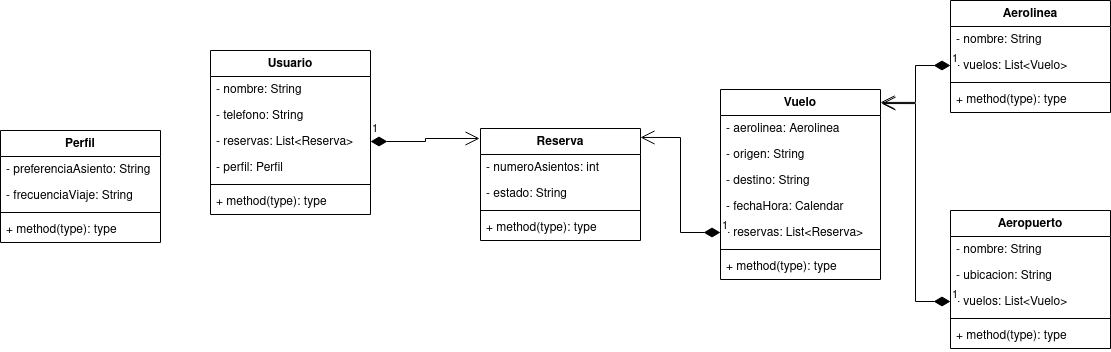 Perfil
- preferenciaAsiento: String
- frecuenciaViaje: String
+ method(type): type
Usuario
- nombre: String
- telefono: String
- reservas: List<Reserva>
- perfil: Perfil
+ method(type): type
1
Reserva
- numeroAsientos: int
- estado: String
+ method(type): type
Vuelo
- aerolinea: Aerolinea
- origen: String
- destino: String
- fechaHora: Calendar
1
- reservas: List<Reserva>
+ method(type): type
Aerolinea
- nombre: String
1
- vuelos: List<Vuelo>
+ method(type): type
Aeropuerto
- nombre: String
- ubicacion: String
1
- vuelos: List<Vuelo>
+ method(type): type